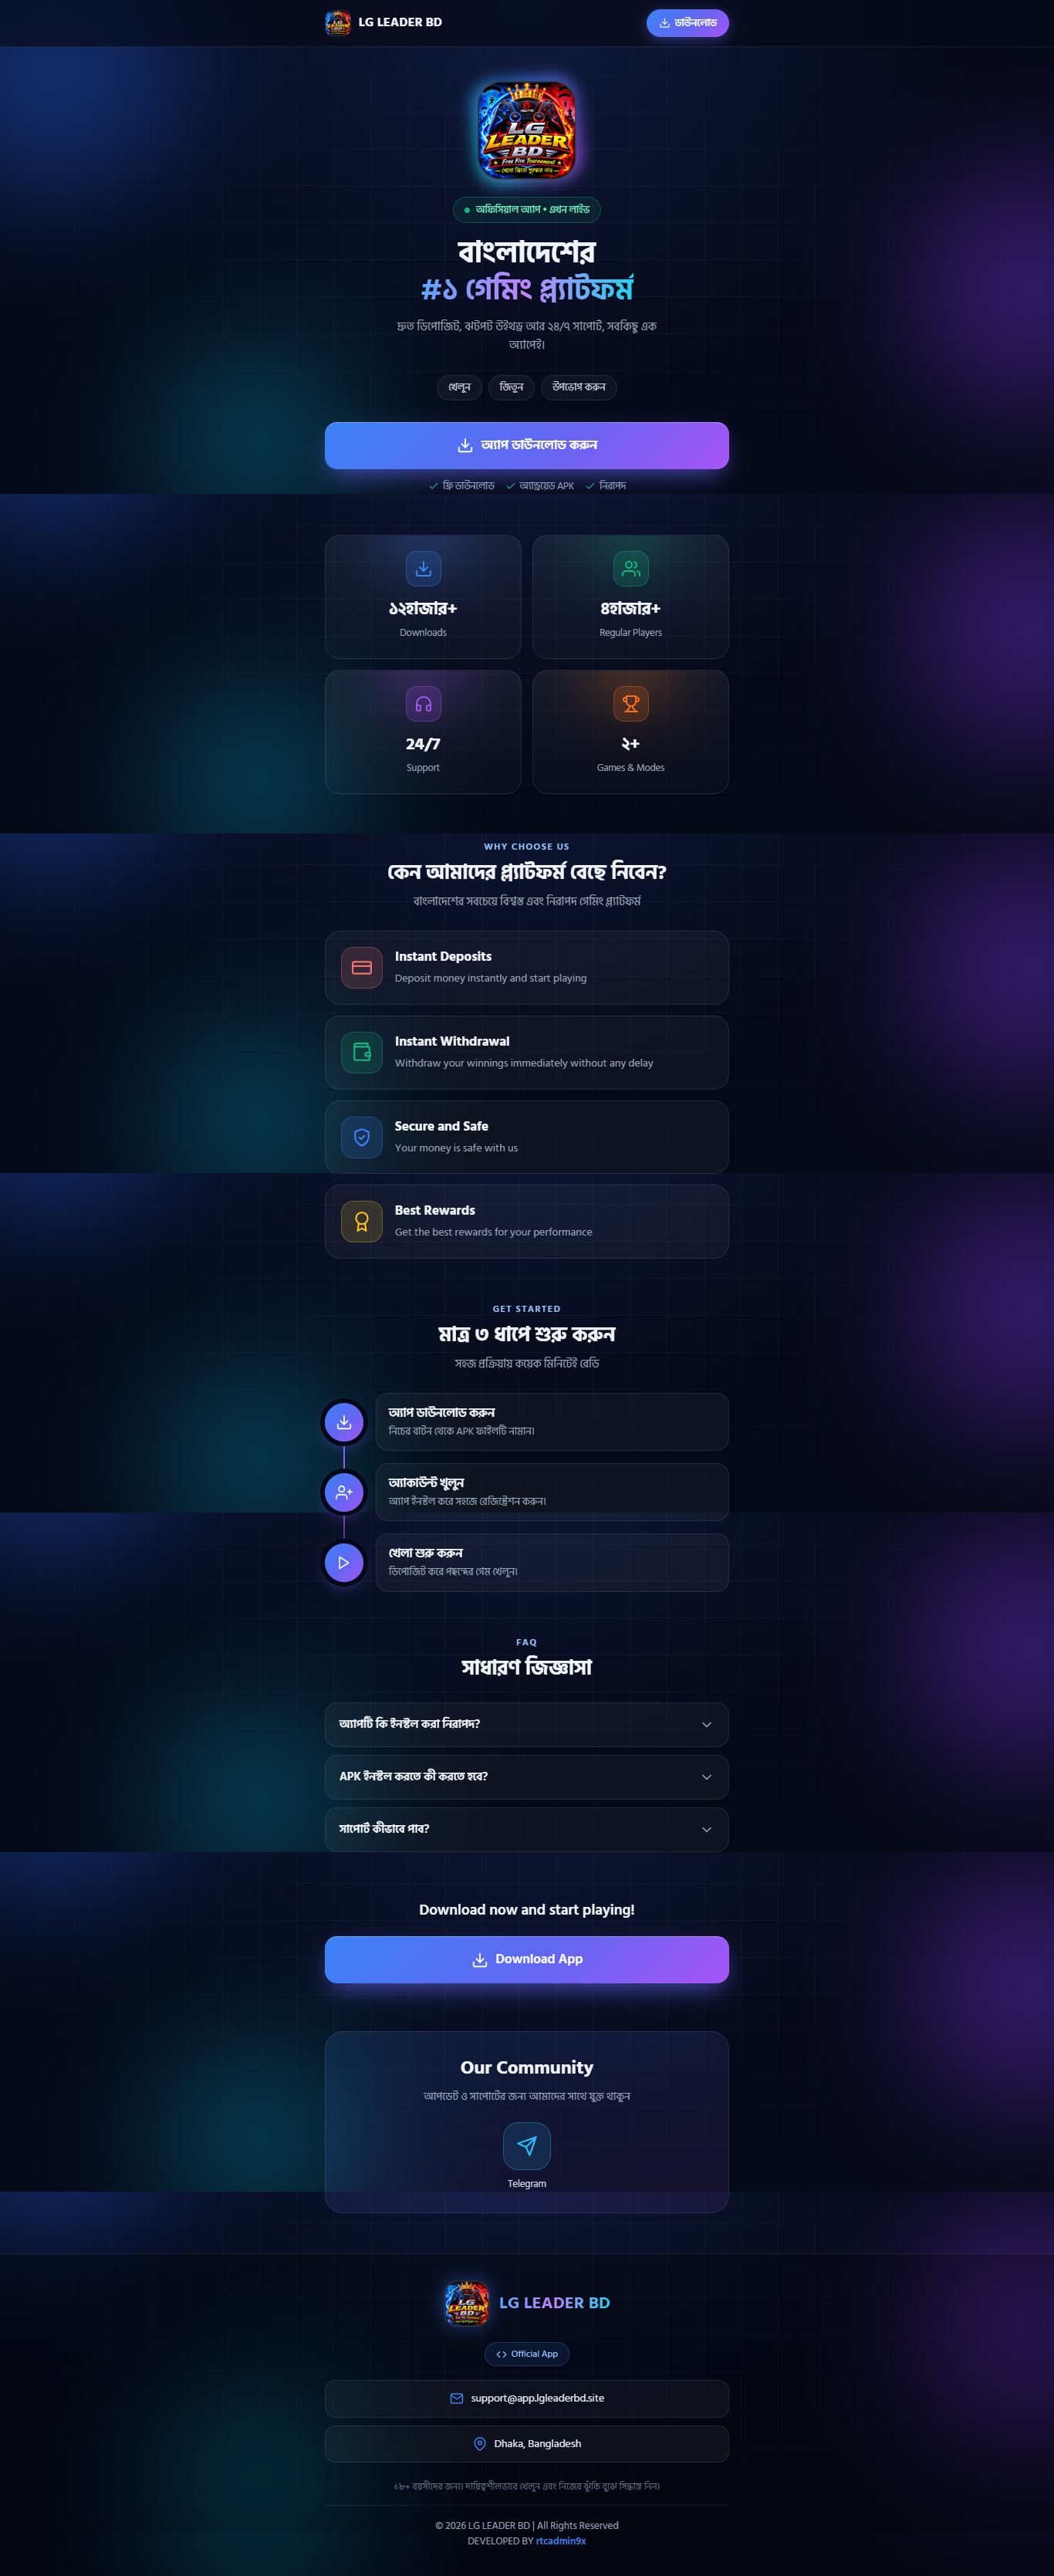 LG LEADER BD
ডাউনলোড
LG
LEADER
BD
Free Fire Tournament
অফিসিয়াল অ্যাপ • এখন লাইভ
বাংলাদেশের
#১ গেমিং প্ল্যাটফর্ম
দ্রুত ডিপোজিট, ঝটপট উইথড্র আর ২৪/৭ সাপোর্ট, সবকিছু এক
অ্যাপেই।
খেলুন
জিতুন
উপভোগ করুন
অ্যাপ ডাউনলোড করুন
ফ্রি ডাউনলোড
অ্যান্ড্রয়েড APK
নিরাপদ
১২হাজার+
Downloads
৪হাজার+
Regular Players
24/7
Support
২+
Games & Modes
WHY CHOOSE US
কেন আমাদের প্ল্যাটফর্ম বেছে নিবেন?
বাংলাদেশের সবচেয়ে বিশ্বস্ত এবং নিরাপদ গেমিং প্ল্যাটফর্ম
Instant Deposits
Deposit money instantly and start playing
Instant Withdrawal
Withdraw your winnings immediately without any delay
Secure and Safe
Your money is safe with us
Best Rewards
Get the best rewards for your performance
GET STARTED
মাত্র ৩ ধাপে শুরু করুন
সহজ প্রক্রিয়ায় কয়েক মিনিটেই রেডি
অ্যাপ ডাউনলোড করুন
নিচের বাটন থেকে APK ফাইলটি নামান।
অ্যাকাউন্ট খুলুন
অ্যাপ ইনস্টল করে সহজে রেজিস্ট্রেশন করুন।
খেলা শুরু করুন
ডিপোজিট করে পছন্দের গেম খেলুন।
FAQ
সাধারণ জিজ্ঞাসা
অ্যাপটি কি ইনস্টল করা নিরাপদ?
APK ইনস্টল করতে কী করতে হবে?
সাপোর্ট কীভাবে পাব?
Download now and start playing!
Download App
Our Community
আপডেট ও সাপোর্টের জন্য আমাদের সাথে যুক্ত থাকুন
Telegram
LG LEADER BD
Official App
support@app.lgleaderbd.site
Dhaka, Bangladesh
১৮+ বয়সীদের জন্য। দায়িত্বশীলভাবে খেলুন এবং নিজের ঝুঁকি বুঝে সিদ্ধান্ত নিন।
© 2026 LG LEADER BD | All Rights Reserved
DEVELOPED BY rtcadmin9x